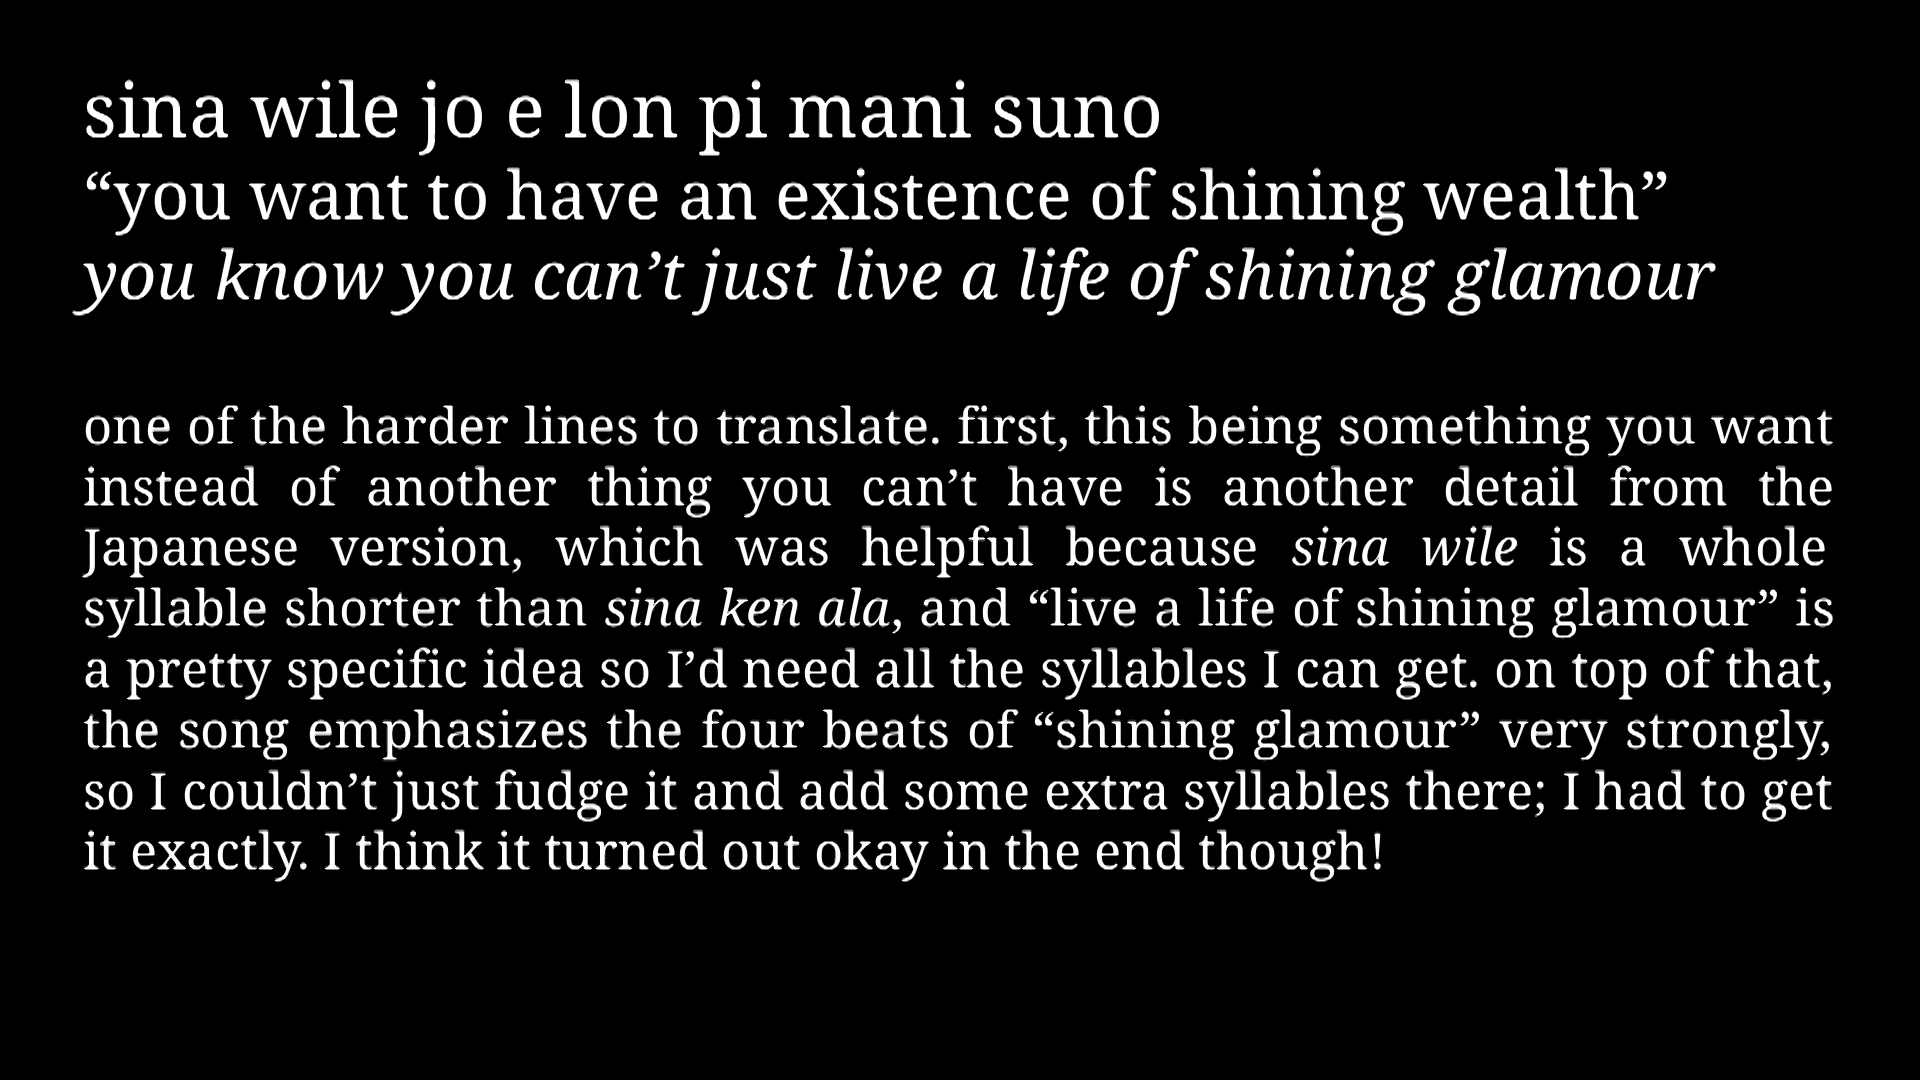 sina wile jo e lon pi mani suno
“you want to have an existence of shining wealth”
you know you can’t just live a life of shining glamour
one of the harder lines to translate. first, this being something you want
instead of another thing you can’t have is another detail from the
Japanese version, which was helpful because sina wile is a whole
syllable shorter than sina ken ala, and “live a life of shining glamour” is
a pretty specific idea so I’d need all the syllables I can get. on top of that,
the song emphasizes the four beats of “shining glamour” very strongly,
so I couldn’t just fudge it and add some extra syllables there; I had to get
it exactly. I think it turned out okay in the end though!